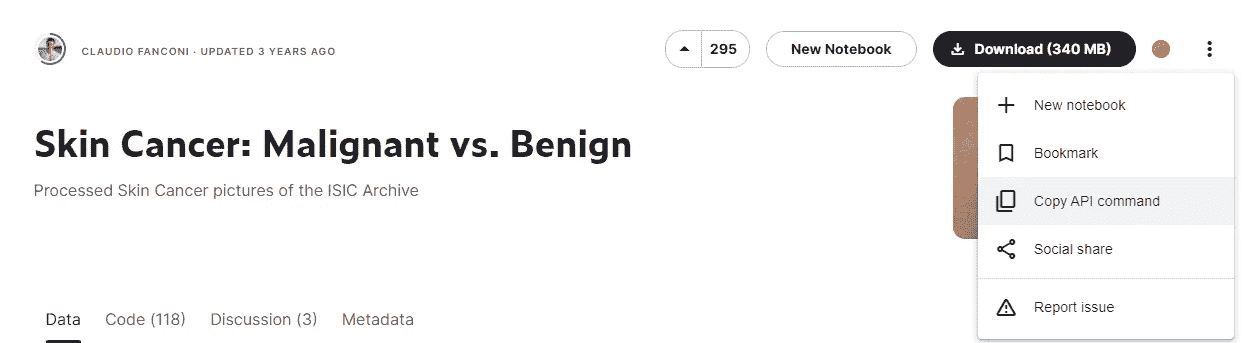 CLAUDIO FANCONI · UPDATED 3 YEARS AGO
295
New Notebook
Download (340 MB)
Skin Cancer: Malignant vs. Benign
Processed Skin Cancer pictures of the ISIC Archive
New notebook
Bookmark
Copy API command
Social share
Report issue
Data
Code (118)
Discussion (3)
Metadata